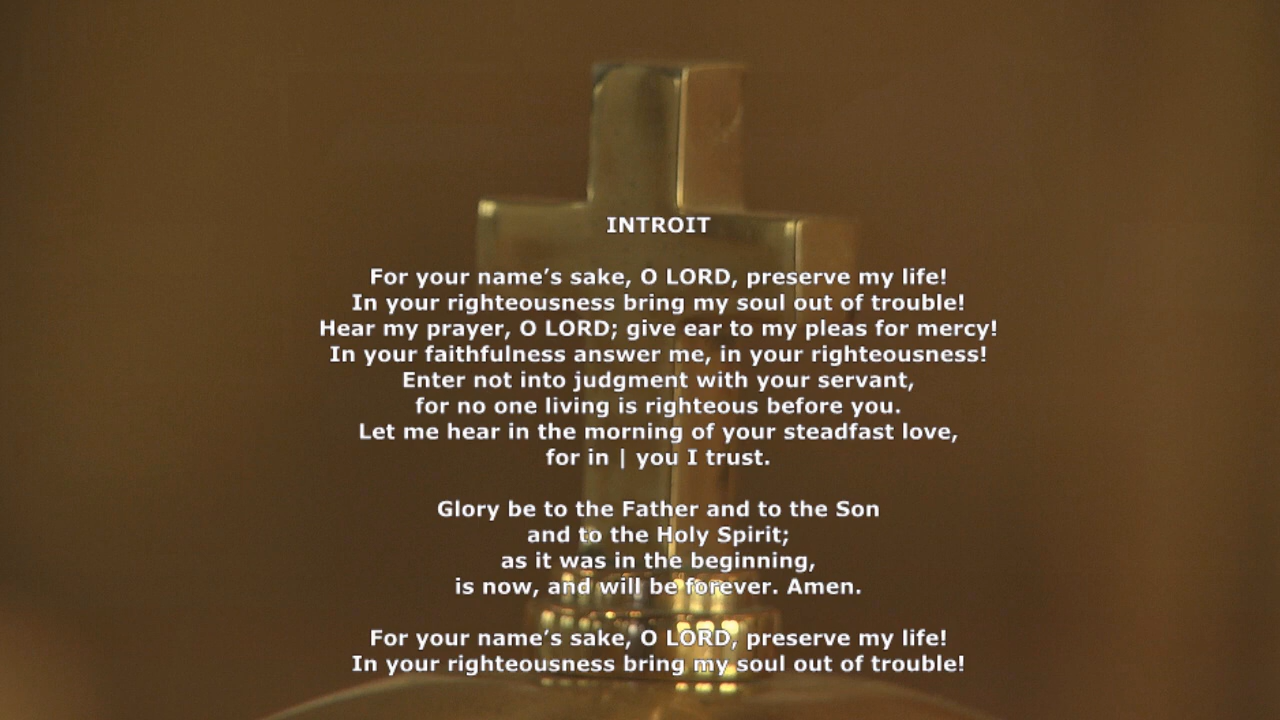 INTROIT
For your name’s sake, O LORD, preserve my life!
In your righteousness bring my soul out of trouble!
Hear my prayer, O LORD; give ear to my pleas for mercy!
In your faithfulness answer me, in your righteousness!
Enter not into judgment with your servant,
for no one living is righteous before you.
Let me hear in the morning of your steadfast love,
for in | you I trust.
Glory be to the Father and to the Son
and to the Holy Spirit;
as it was in the beginning,
is now, and will be forever. Amen.
For your name’s sake, O LORD, preserve my life!
In your righteousness bring my soul out of trouble!